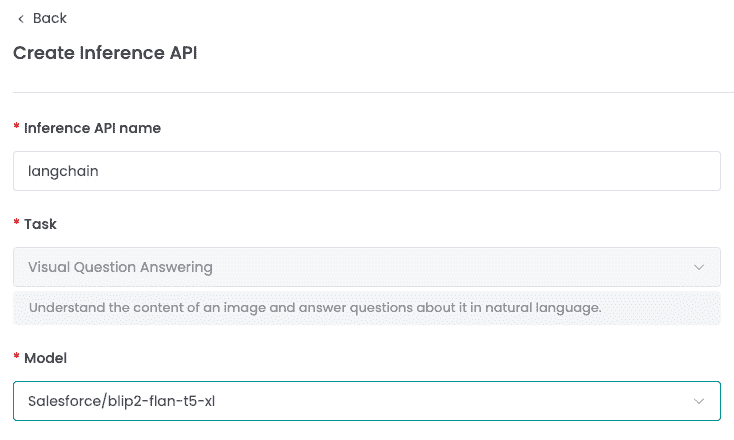 Back
Create Inference API
* Inference API name
langchain
* Task
Visual Question Answering
Understand the content of an image and answer questions about it in natural language.
* Model
Salesforce/blip2-flan-t5-xl